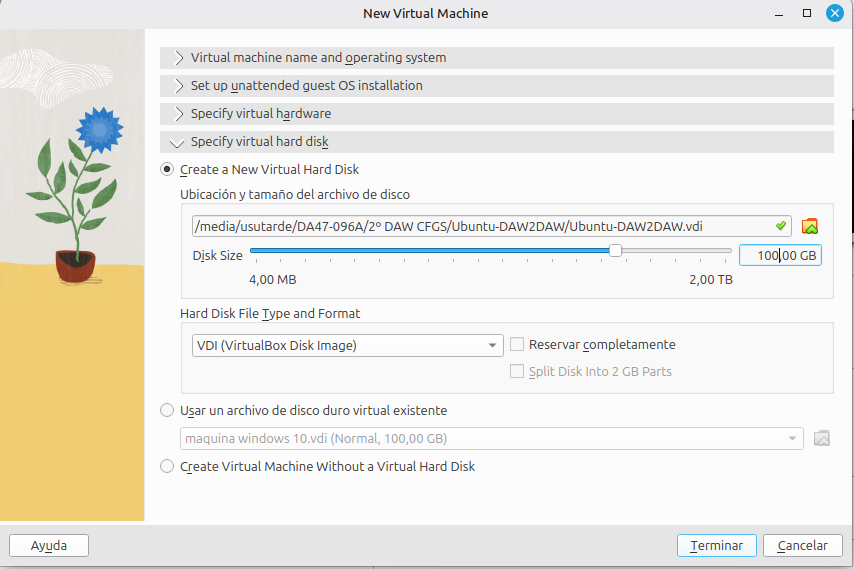 New Virtual Machine
Virtual machine name and operating system
Set up unattended guest OS installation
Specify virtual hardware
Specify virtual hard disk
Create a New Virtual Hard Disk
Ubicación y tamaño del archivo de disco
/media/usutarde/DA47-096A/2º DAW CFGS/Ubuntu-DAW2DAW/Ubuntu-DAW2DAW.vdi
Disk Size 100,00 GB
4,00 MB 2,00 TB
Hard Disk File Type and Format
VDI (VirtualBox Disk Image) Reservar completamente
Split Disk Into 2 GB Parts
Usar un archivo de disco duro virtual existente
maquina windows 10.vdi (Normal, 100,00 GB)
Create Virtual Machine Without a Virtual Hard Disk
Ayuda Terminar Cancelar